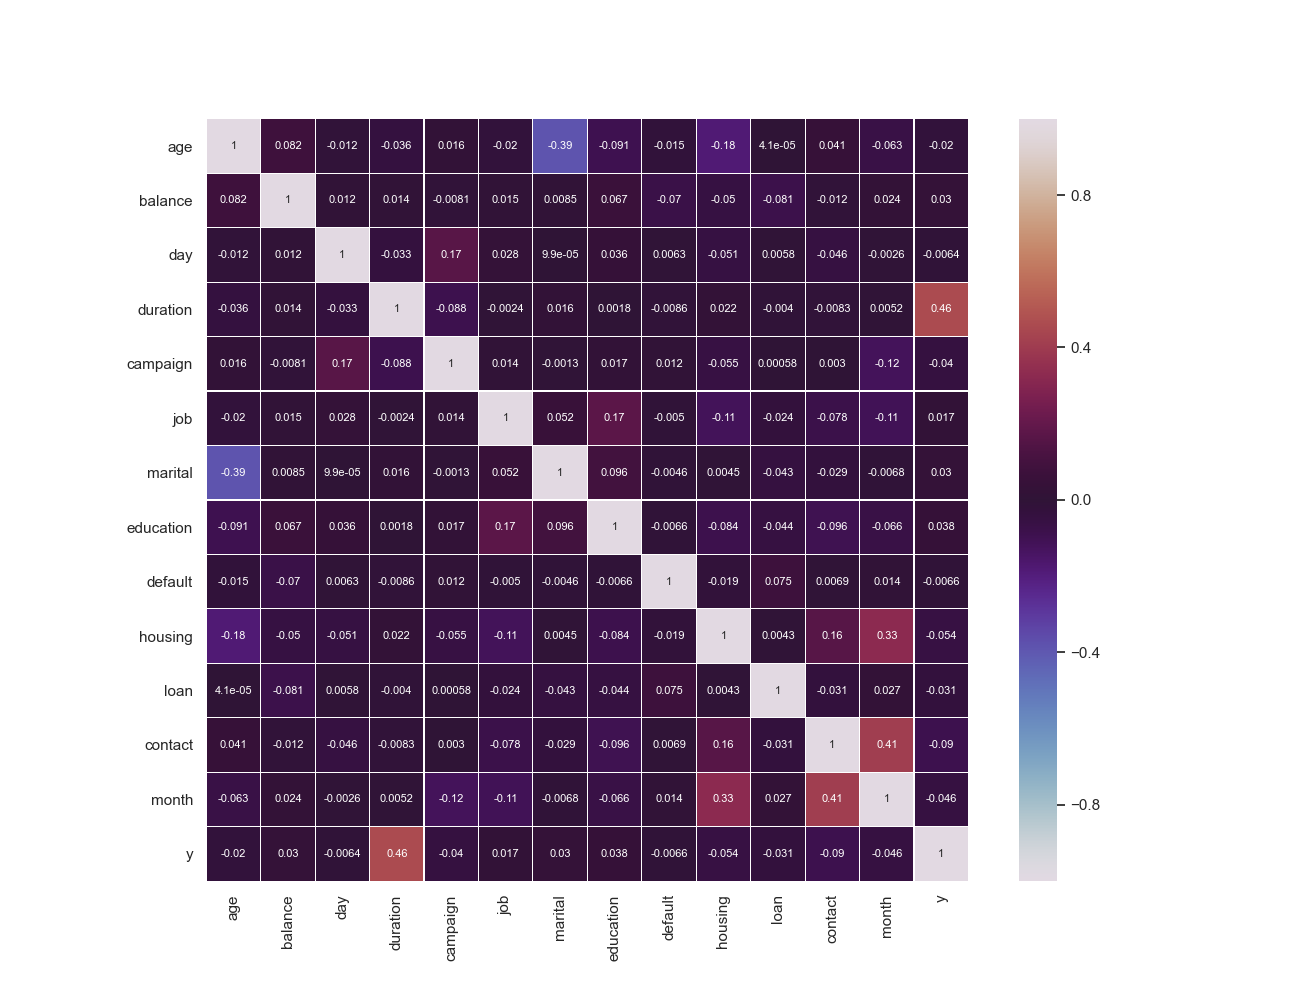 age 1 0.082 -0.012 -0.036 0.016 -0.02 -0.39 -0.091 -0.015 -0.18 4.1e-05 0.041 -0.063 -0.02
balance 0.082 1 0.012 0.014 -0.0081 0.015 0.0085 0.067 -0.07 -0.05 -0.081 -0.012 0.024 0.03
0.8
day -0.012 0.012 1 -0.033 0.17 0.028 9.9e-05 0.036 0.0063 -0.051 0.0058 -0.046 -0.0026 -0.0064
duration -0.036 0.014 -0.033 1 -0.088 -0.0024 0.016 0.0018 -0.0086 0.022 -0.004 -0.0083 0.0052 0.46
0.4
campaign 0.016 -0.0081 0.17 -0.088 1 0.014 -0.0013 0.017 0.012 -0.055 0.00058 0.003 -0.12 -0.04
job -0.02 0.015 0.028 -0.0024 0.014 1 0.052 0.17 -0.005 -0.11 -0.024 -0.078 -0.11 0.017
marital -0.39 0.0085 9.9e-05 0.016 -0.0013 0.052 1 0.096 -0.0046 0.0045 -0.043 -0.029 -0.0068 0.03
0.0
education -0.091 0.067 0.036 0.0018 0.017 0.17 0.096 1 -0.0066 -0.084 -0.044 -0.096 -0.066 0.038
default -0.015 -0.07 0.0063 -0.0086 0.012 -0.005 -0.0046 -0.0066 1 -0.019 0.075 0.0069 0.014 -0.0066
housing -0.18 -0.05 -0.051 0.022 -0.055 -0.11 0.0045 -0.084 -0.019 1 0.0043 0.16 0.33 -0.054
−0.4
loan 4.1e-05 -0.081 0.0058 -0.004 0.00058 -0.024 -0.043 -0.044 0.075 0.0043 1 -0.031 0.027 -0.031
contact 0.041 -0.012 -0.046 -0.0083 0.003 -0.078 -0.029 -0.096 0.0069 0.16 -0.031 1 0.41 -0.09
month -0.063 0.024 -0.0026 0.0052 -0.12 -0.11 -0.0068 -0.066 0.014 0.33 0.027 0.41 1 -0.046
−0.8
y -0.02 0.03 -0.0064 0.46 -0.04 0.017 0.03 0.038 -0.0066 -0.054 -0.031 -0.09 -0.046 1
age balance day duration campaign job marital education default housing loan contact month y